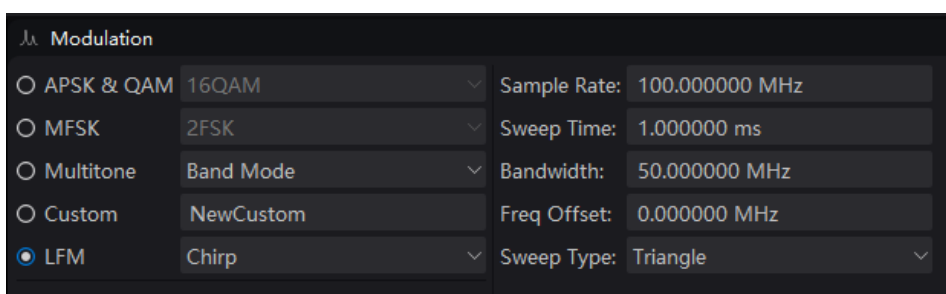 Modulation
APSK & QAM 16QAM Sample Rate: 100.000000 MHz
MFSK 2FSK Sweep Time: 1.000000 ms
Multitone Band Mode Bandwidth: 50.000000 MHz
Custom NewCustom Freq Offset: 0.000000 MHz
LFM Chirp Sweep Type: Triangle